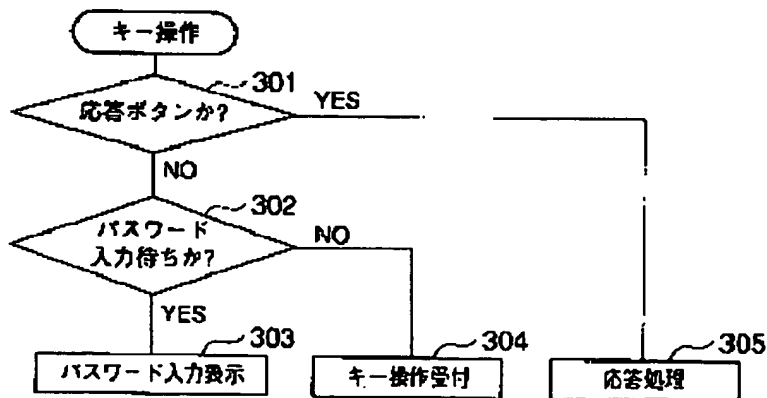 キー操作
301
応答ボタンか?
YES
NO
302
パスワード
入力待ちか?
NO
YES
303
304
305
パスワード入力表示
キー操作受付
応答処理